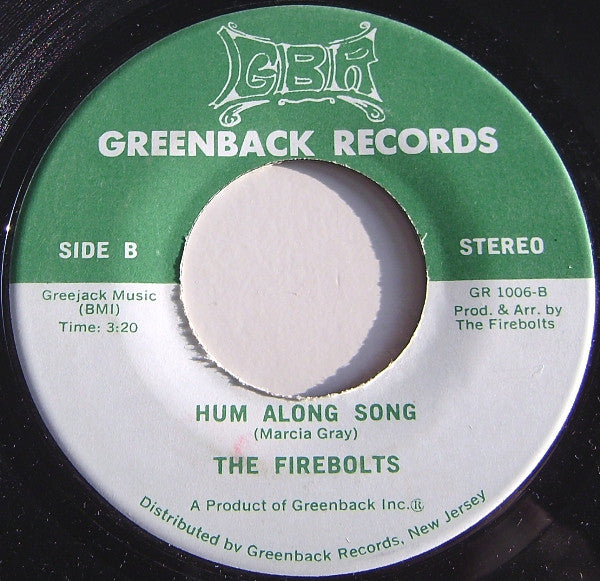 GBR
GREENBACK RECORDS
SIDE B
STEREO
Greejack Music
(BMI)
Time: 3:20
GR 1006-B
Prod. & Arr. by
The Firebolts
HUM ALONG SONG
(Marcia Gray)
THE FIREBOLTS
A Product of Greenback Inc.®
Distributed by Greenback Records, New Jersey